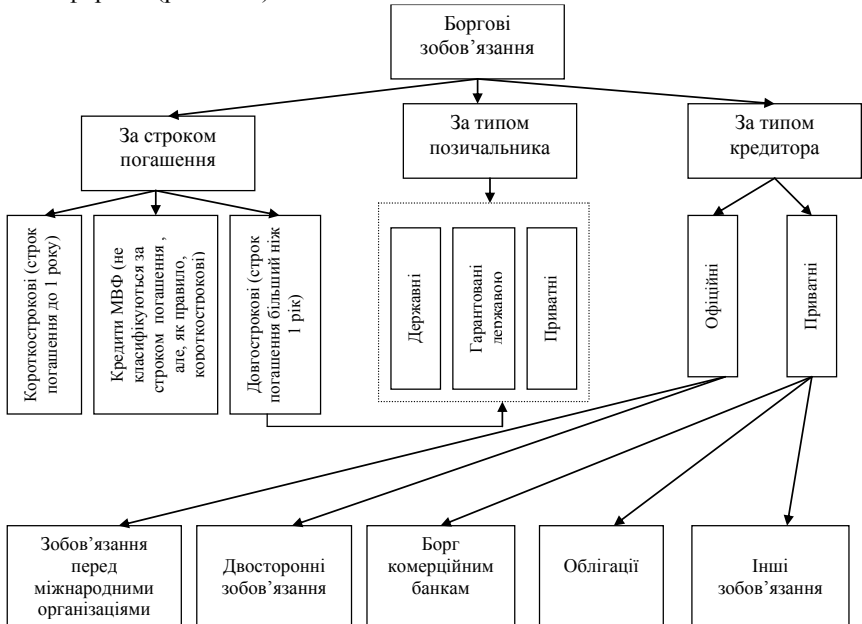 Боргові
зобов’язання
За строком
погашення
За типом
позичальника
За типом
кредитора
Короткострокові (строк
погашення до 1 року)
Кредити МВФ (не
класифікуються за
строком погашення ,
але, як правило,
короткострокові)
Довгострокові (строк
погашення більший ніж
1 рік)
Державні
Гарантовані
державою
Приватні
Офіційні
Приватні
Зобов’язання
перед
міжнародними
організаціями
Двосторонні
зобов’язання
Борг
комерційним
банкам
Облігації
Інші
зобов’язання